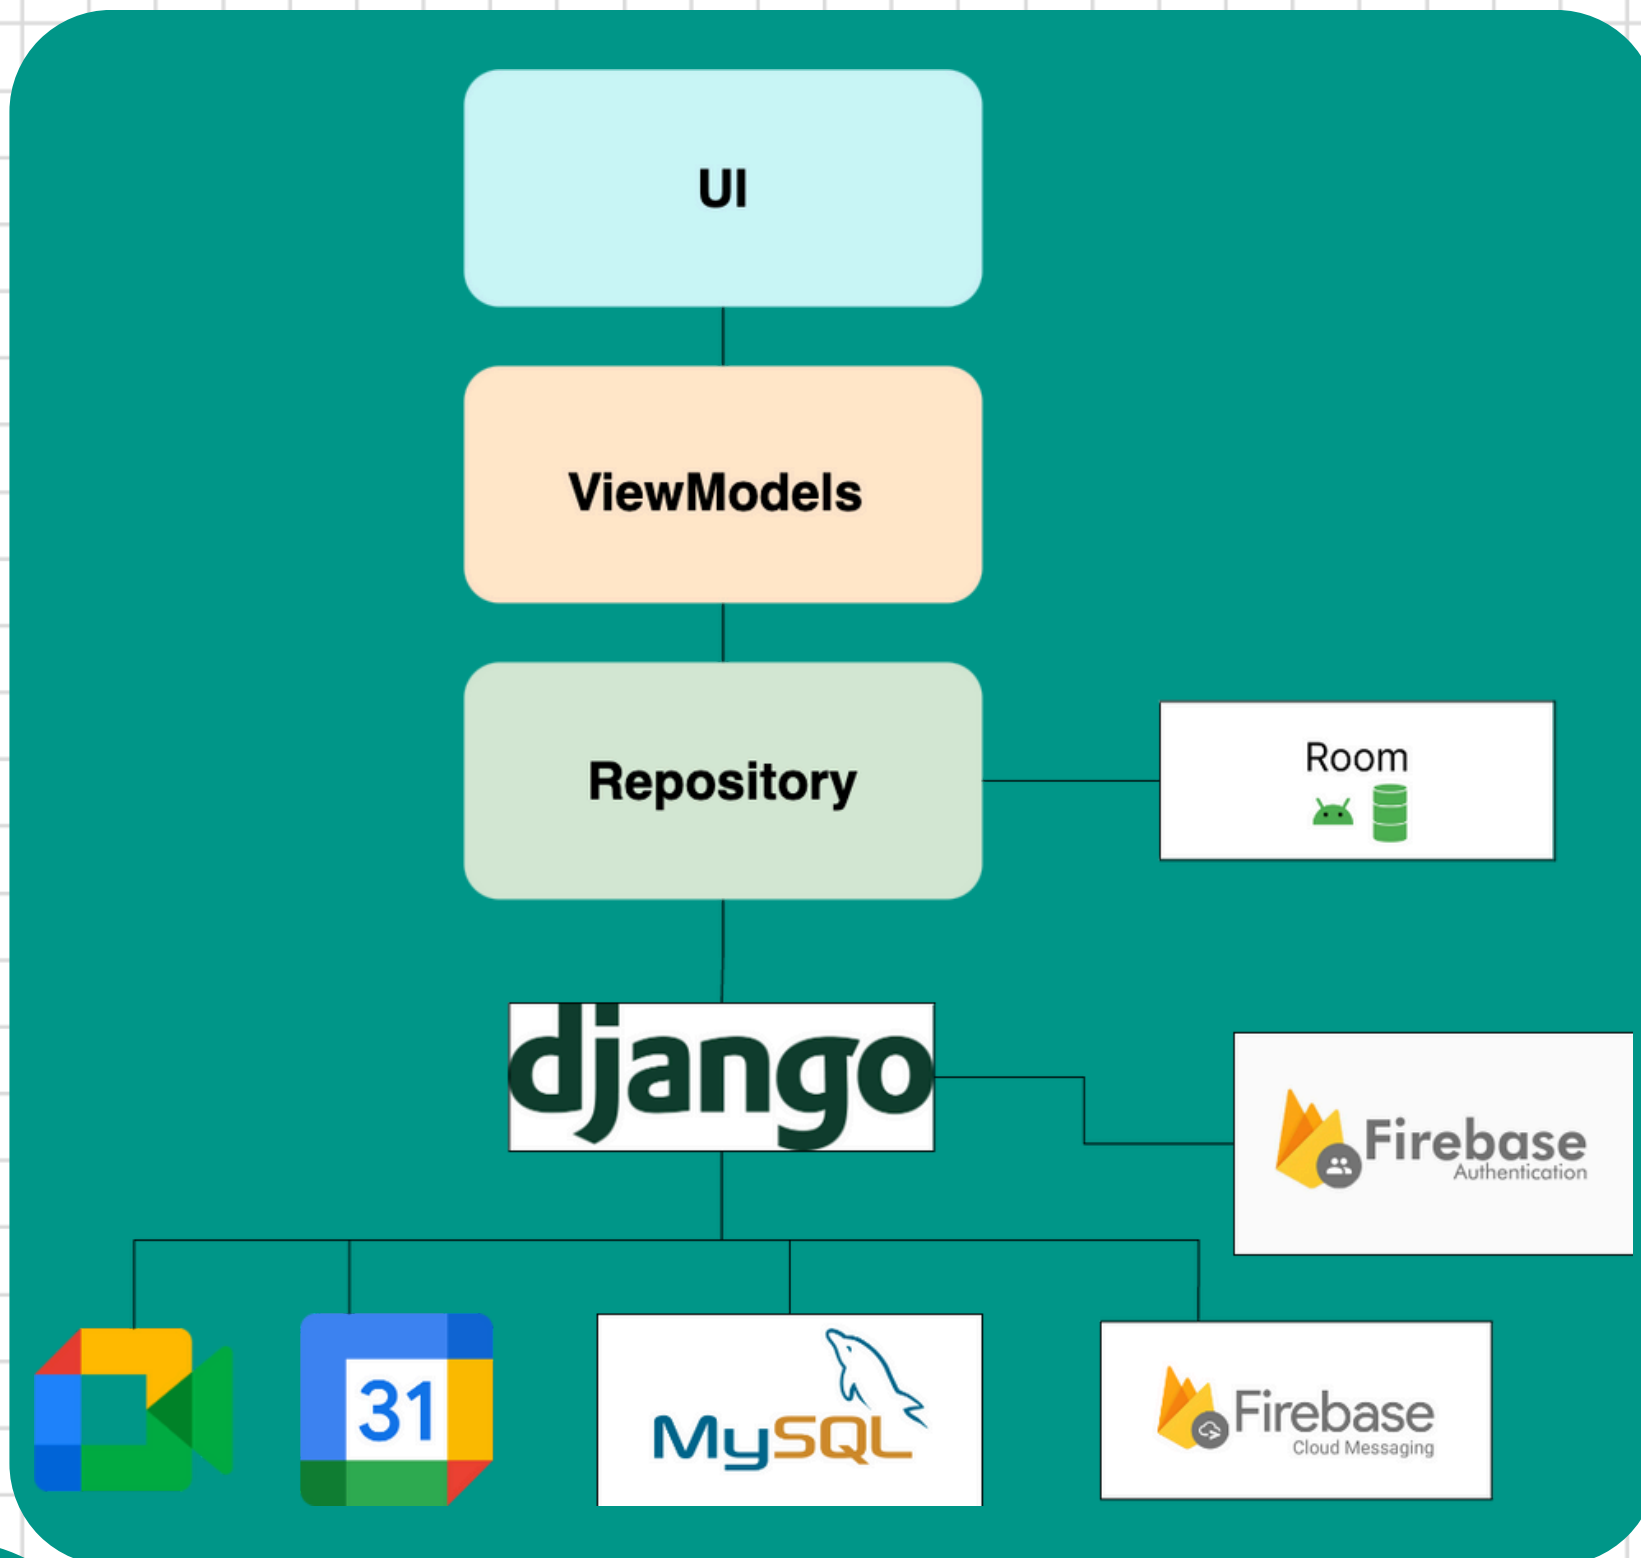 UI
ViewModels
Repository
Room
django
Firebase
Authentication
31
MySQL
Firebase
Cloud Messaging